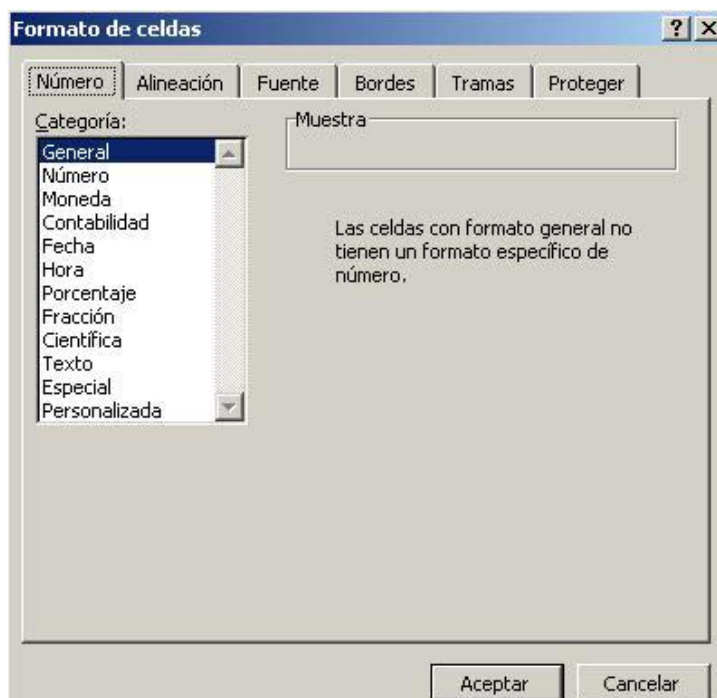 Formato de celdas
Número Alineación Fuente Bordes Tramas Proteger
Categoría:
General
Número
Moneda
Contabilidad
Fecha
Hora
Porcentaje
Fracción
Científica
Texto
Especial
Personalizada
Muestra
Las celdas con formato general no
tienen un formato específico de
número.
Aceptar Cancelar